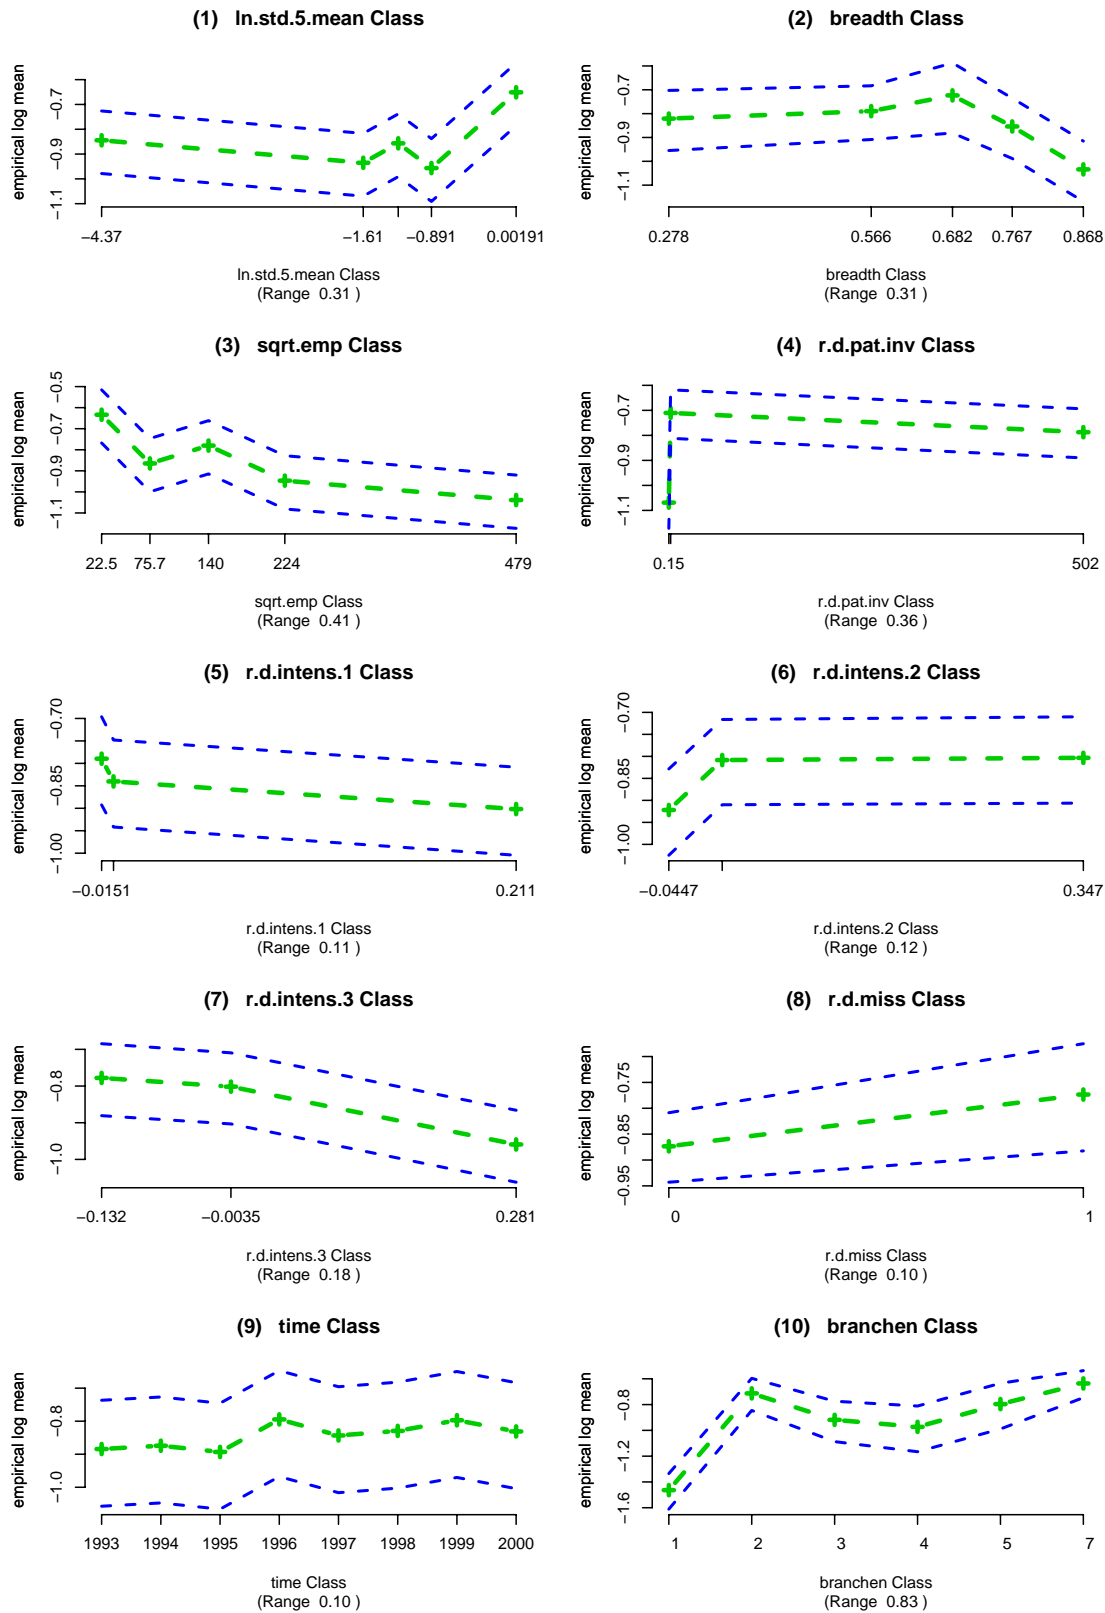 (1) ln.std.5.mean Class
empirical log mean
−0.7
−0.9
−1.1
−4.37 −1.61 −0.891 0.00191
ln.std.5.mean Class
(Range 0.31 )
(2) breadth Class
empirical log mean
−0.7
−0.9
−1.1
0.278 0.566 0.682 0.767 0.868
breadth Class
(Range 0.31 )
(3) sqrt.emp Class
empirical log mean
−0.5
−0.7
−0.9
−1.1
22.5 75.7 140 224 479
sqrt.emp Class
(Range 0.41 )
(4) r.d.pat.inv Class
empirical log mean
−0.7
−0.9
−1.1
0.15 502
r.d.pat.inv Class
(Range 0.36 )
(5) r.d.intens.1 Class
empirical log mean
−0.70
−0.85
−1.00
−0.0151 0.211
r.d.intens.1 Class
(Range 0.11 )
(6) r.d.intens.2 Class
empirical log mean
−0.70
−0.85
−1.00
−0.0447 0.347
r.d.intens.2 Class
(Range 0.12 )
(7) r.d.intens.3 Class
empirical log mean
−0.8
−1.0
−0.132 −0.0035 0.281
r.d.intens.3 Class
(Range 0.18 )
(8) r.d.miss Class
empirical log mean
−0.75
−0.85
−0.95
0 1
r.d.miss Class
(Range 0.10 )
(9) time Class
empirical log mean
−0.8
−1.0
1993 1994 1995 1996 1997 1998 1999 2000
time Class
(Range 0.10 )
(10) branchen Class
empirical log mean
−0.8
−1.2
−1.6
1 2 3 4 5 7
branchen Class
(Range 0.83 )